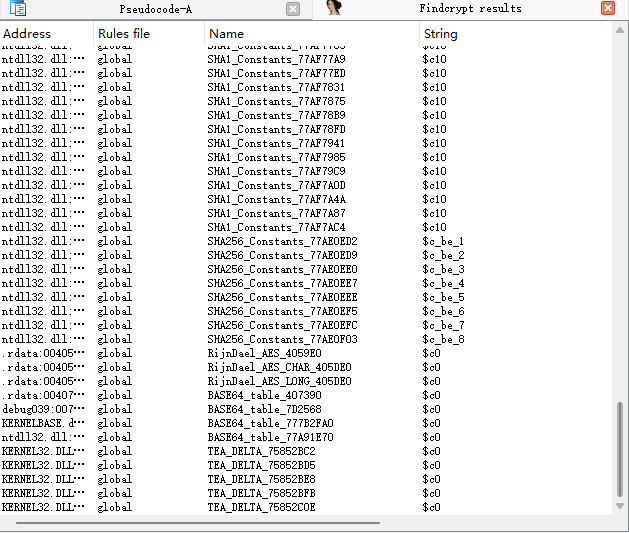 Pseudocode-A Findcrypt results
Address Rules file Name String
ntdll32.dll:… global SHA1_Constants_77AF7765 $c10
ntdll32.dll:… global SHA1_Constants_77AF77A9 $c10
ntdll32.dll:… global SHA1_Constants_77AF77ED $c10
ntdll32.dll:… global SHA1_Constants_77AF7831 $c10
ntdll32.dll:… global SHA1_Constants_77AF7875 $c10
ntdll32.dll:… global SHA1_Constants_77AF78B9 $c10
ntdll32.dll:… global SHA1_Constants_77AF78FD $c10
ntdll32.dll:… global SHA1_Constants_77AF7941 $c10
ntdll32.dll:… global SHA1_Constants_77AF7985 $c10
ntdll32.dll:… global SHA1_Constants_77AF79C9 $c10
ntdll32.dll:… global SHA1_Constants_77AF7A0D $c10
ntdll32.dll:… global SHA1_Constants_77AF7A4A $c10
ntdll32.dll:… global SHA1_Constants_77AF7A87 $c10
ntdll32.dll:… global SHA1_Constants_77AF7AC4 $c10
ntdll32.dll:… global SHA256_Constants_77AE0ED2 $c_be_1
ntdll32.dll:… global SHA256_Constants_77AE0ED9 $c_be_2
ntdll32.dll:… global SHA256_Constants_77AE0EE0 $c_be_3
ntdll32.dll:… global SHA256_Constants_77AE0EE7 $c_be_4
ntdll32.dll:… global SHA256_Constants_77AE0EEE $c_be_5
ntdll32.dll:… global SHA256_Constants_77AE0EF5 $c_be_6
ntdll32.dll:… global SHA256_Constants_77AE0EFC $c_be_7
ntdll32.dll:… global SHA256_Constants_77AE0F03 $c_be_8
.rdata:00405… global RijnDael_AES_4059E0 $c0
.rdata:00405… global RijnDael_AES_CHAR_405DE0 $c0
.rdata:00405… global RijnDael_AES_LONG_405DE0 $c0
.rdata:00407… global BASE64_table_407390 $c0
debug039:007… global BASE64_table_7D2568 $c0
KERNELBASE.d… global BASE64_table_777B2FA0 $c0
ntdll32.dll:… global BASE64_table_77A91E70 $c0
KERNEL32.DLL… global TEA_DELTA_75852BC2 $c0
KERNEL32.DLL… global TEA_DELTA_75852BD5 $c0
KERNEL32.DLL… global TEA_DELTA_75852BE8 $c0
KERNEL32.DLL… global TEA_DELTA_75852BFB $c0
KERNEL32.DLL… global TEA_DELTA_75852C0E $c0